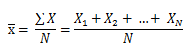 x̄ = ∑X / N = X₁ + X₂ + … + X_N / N